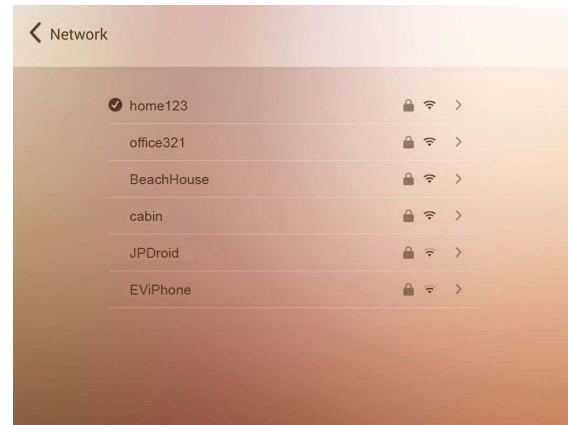 Network
home123
office321
BeachHouse
cabin
JPDroid
EViPhone